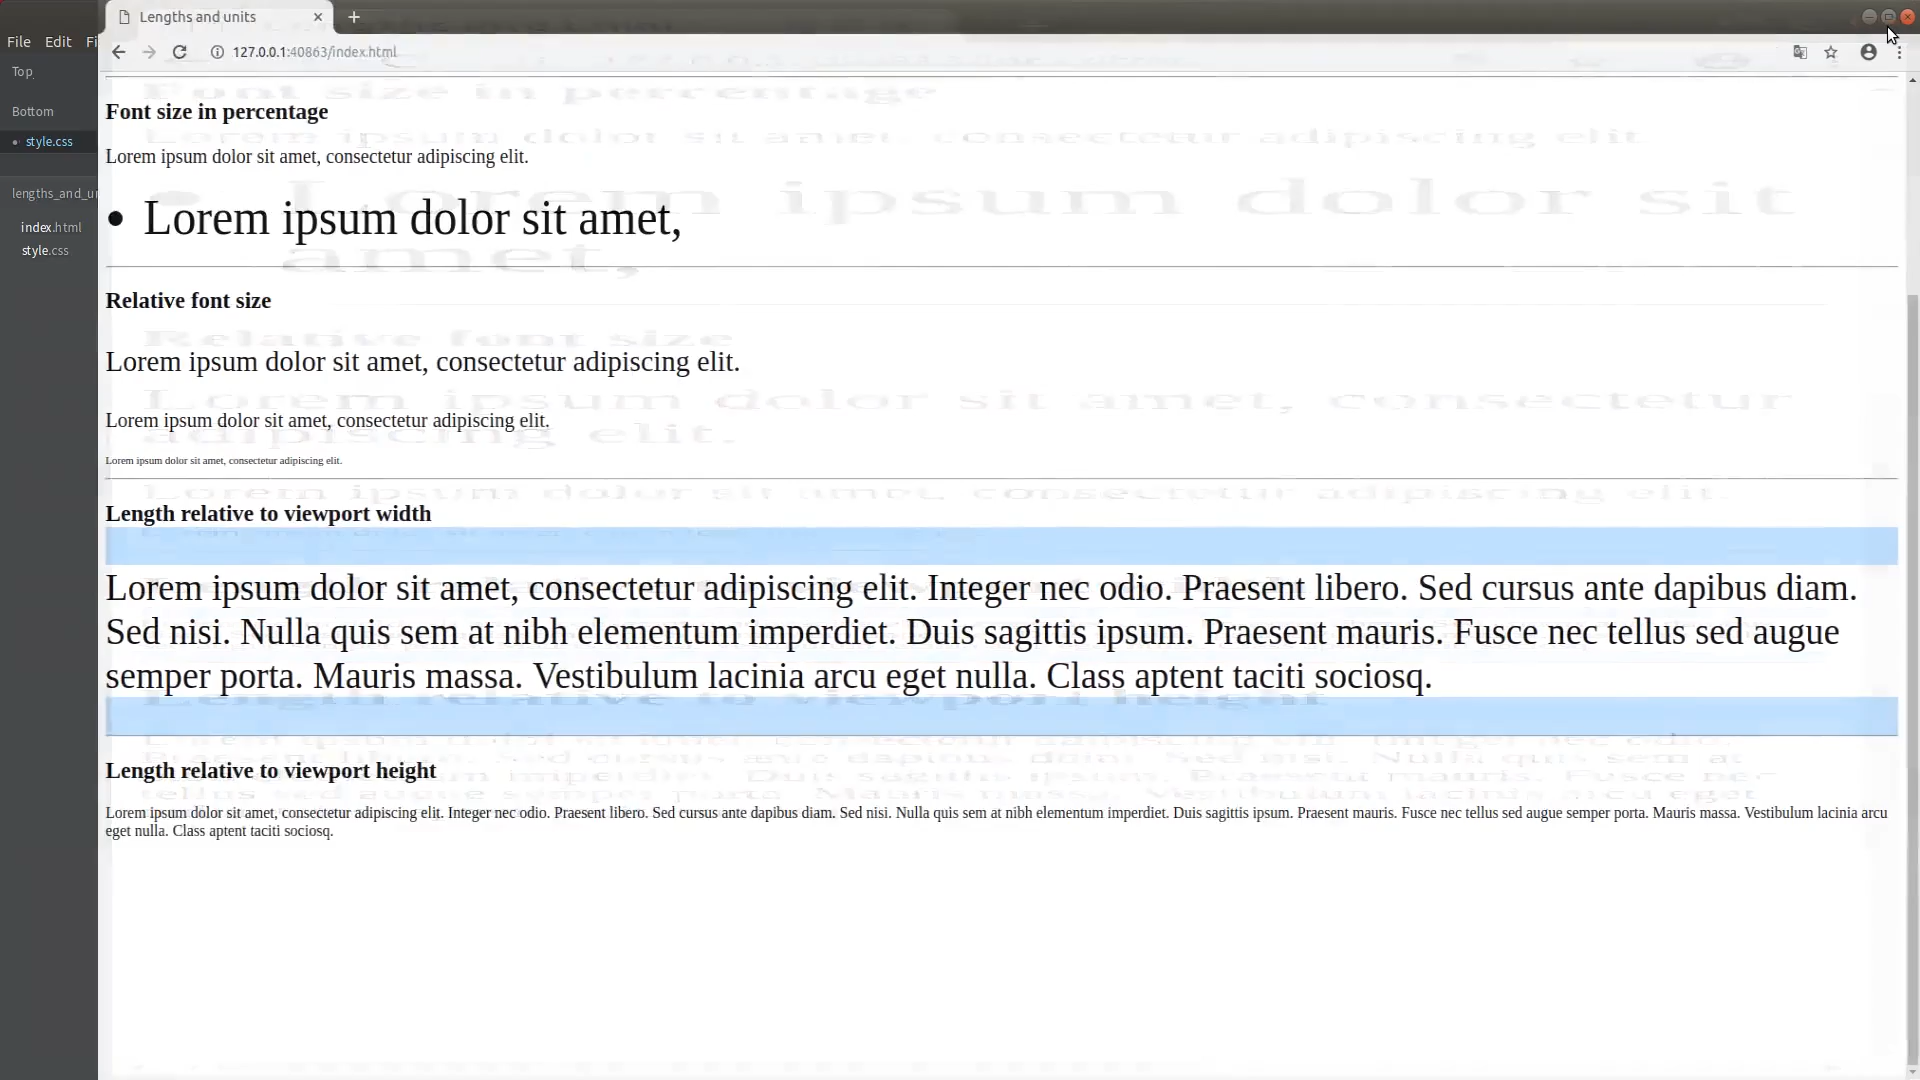 Lengths and units
File Edit Fi
127.0.0.1:40863/index.html
Top
Bottom
style.css
lengths_and_un
index.html
style.css
Font size in percentage
Lorem ipsum dolor sit amet, consectetur adipiscing elit.
• Lorem ipsum dolor sit amet,
Relative font size
Lorem ipsum dolor sit amet, consectetur adipiscing elit.
Lorem ipsum dolor sit amet, consectetur adipiscing elit.
Lorem ipsum dolor sit amet, consectetur adipiscing elit.
Length relative to viewport width
Lorem ipsum dolor sit amet, consectetur adipiscing elit. Integer nec odio. Praesent libero. Sed cursus ante dapibus diam.
Sed nisi. Nulla quis sem at nibh elementum imperdiet. Duis sagittis ipsum. Praesent mauris. Fusce nec tellus sed augue
semper porta. Mauris massa. Vestibulum lacinia arcu eget nulla. Class aptent taciti sociosq.
Length relative to viewport height
Lorem ipsum dolor sit amet, consectetur adipiscing elit. Integer nec odio. Praesent libero. Sed cursus ante dapibus diam. Sed nisi. Nulla quis sem at nibh elementum imperdiet. Duis sagittis ipsum. Praesent mauris. Fusce nec tellus sed augue semper porta. Mauris massa. Vestibulum lacinia arcu
eget nulla. Class aptent taciti sociosq.